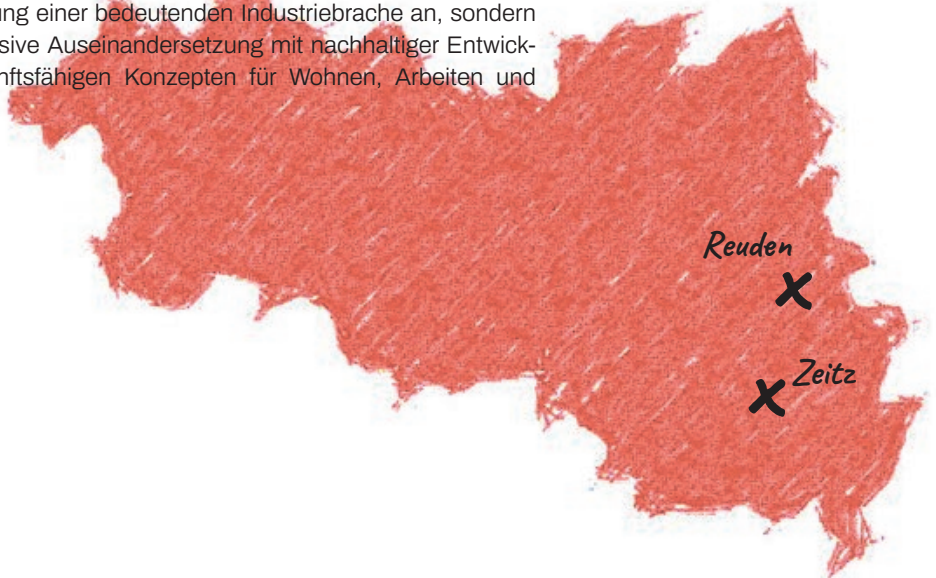 ung einer bedeutenden Industriebrache an, sondern
sive Auseinandersetzung mit nachhaltiger Entwick-
nftsfähigen Konzepten für Wohnen, Arbeiten und
Reuden
Zeitz